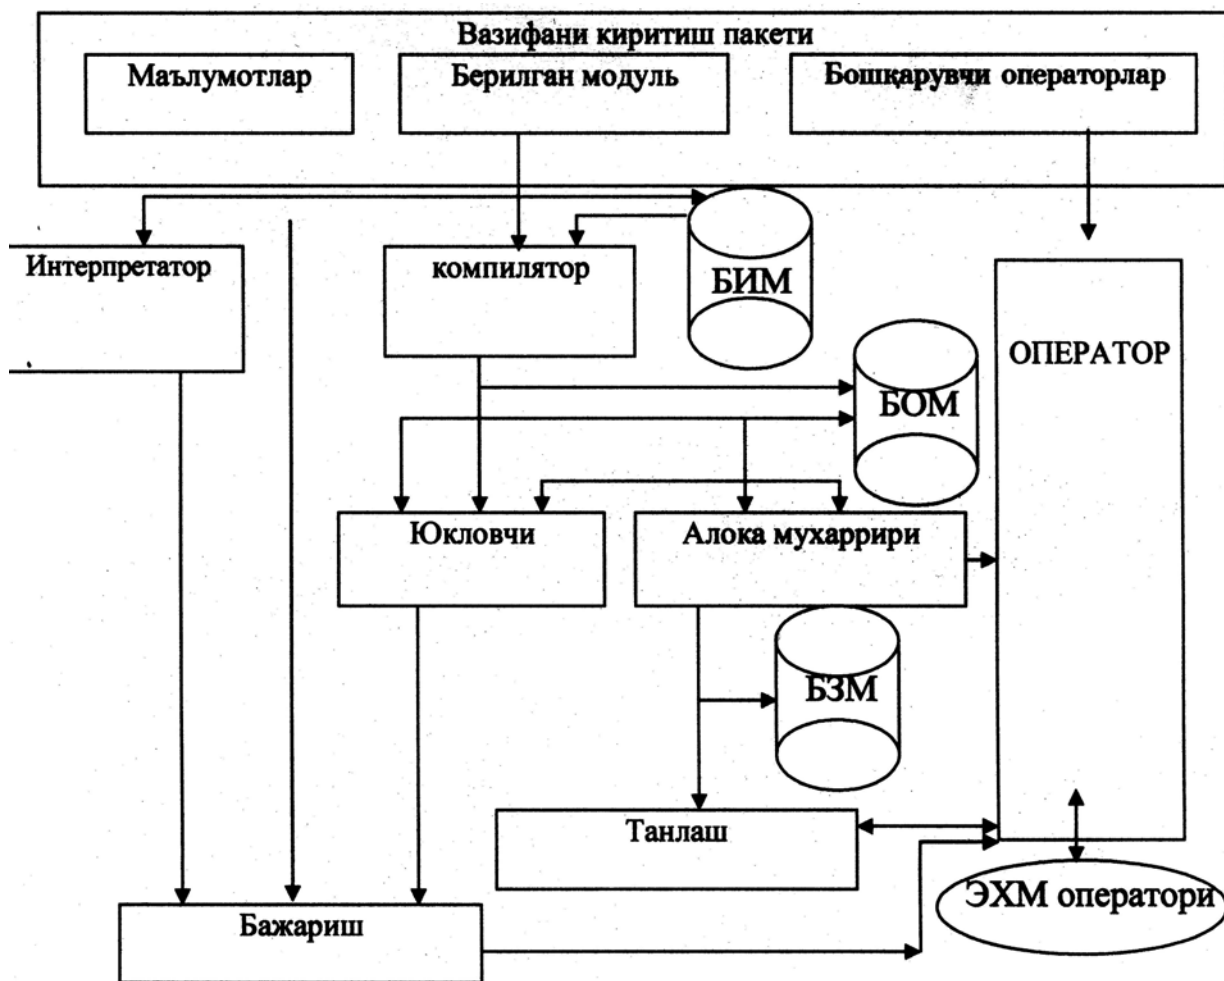 Вазифани киритиш пакети
Маълумотлар
Берилган модуль
Бошқарувчи операторлар
Интерпретатор
компилятор
БИМ
ОПЕРАТОР
БОМ
Юкловчи
Алока мухаррири
БЗМ
Танлаш
ЭХМ оператори
Бажариш